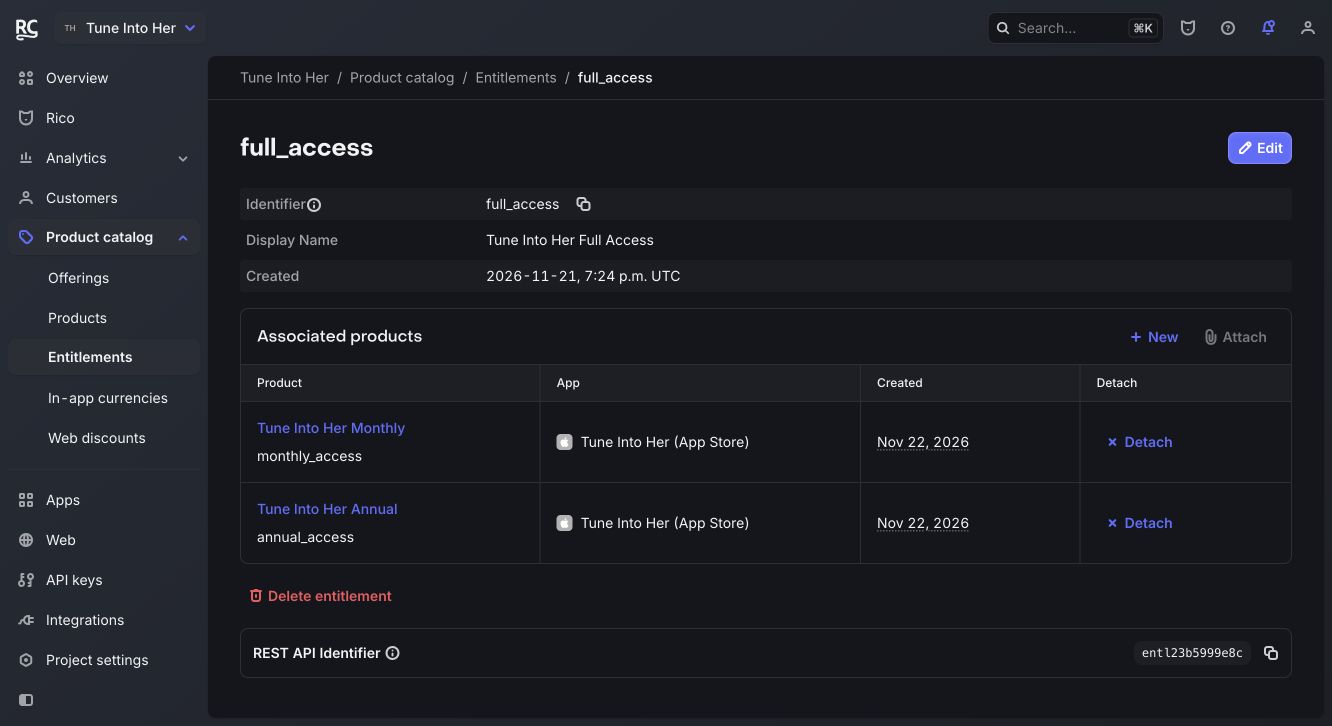 RC TH Tune Into Her Search... ⌘K
Overview
Rico
Analytics
Customers
Product catalog
Offerings
Products
Entitlements
In-app currencies
Web discounts
Apps
Web
API keys
Integrations
Project settings
Tune Into Her / Product catalog / Entitlements / full_access
full_access
Edit
Identifier full_access
Display Name Tune Into Her Full Access
Created 2026-11-21, 7:24 p.m. UTC
Associated products + New Attach
Product App Created Detach
Tune Into Her Monthly
monthly_access
Tune Into Her (App Store) Nov 22, 2026 × Detach
Tune Into Her Annual
annual_access
Tune Into Her (App Store) Nov 22, 2026 × Detach
Delete entitlement
REST API Identifier entl23b5999e8c